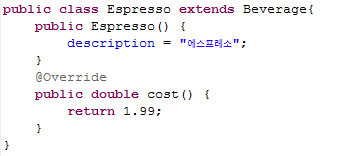 public class Espresso extends Beverage{
    public Espresso() {
        description = "에스프레소";
    }
    @Override
    public double cost() {
        return 1.99;
    }
}